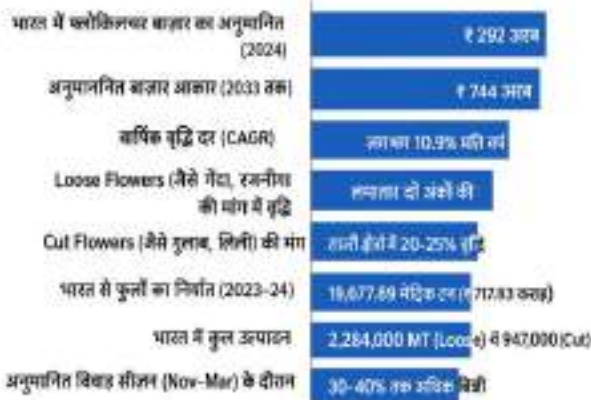 भारत में फ्लोकिलचर बाज़ार का अनुमानित
(2024)
₹ 292 अरब
अनुमाननित बाज़ार आकार (2033 तक)
₹ 744 अरब
वार्षिक वृद्धि दर (CAGR)
लगभग 10.9% प्रति वर्ष
Loose Flowers (जैसे गेंदा, रजनीगंधा
की मांग में वृद्धि
लगातार दो अंकों की
Cut Flowers (जैसे गुलाब, लिली) की मंग
क्षेत्रों में 20-25% वृद्धि
भारत से फुलों का निर्यात (2023-24)
19,677.89 मेट्रिक टन (₹717.83 करोड़)
भारत में कुल उत्पादन
2,284,000 MT (Loose) व 947,000 (Cut)
अनुमानित विवाह सीज़न (Nov-Mar) के दौरान
30-40% तक अधिक बिक्री